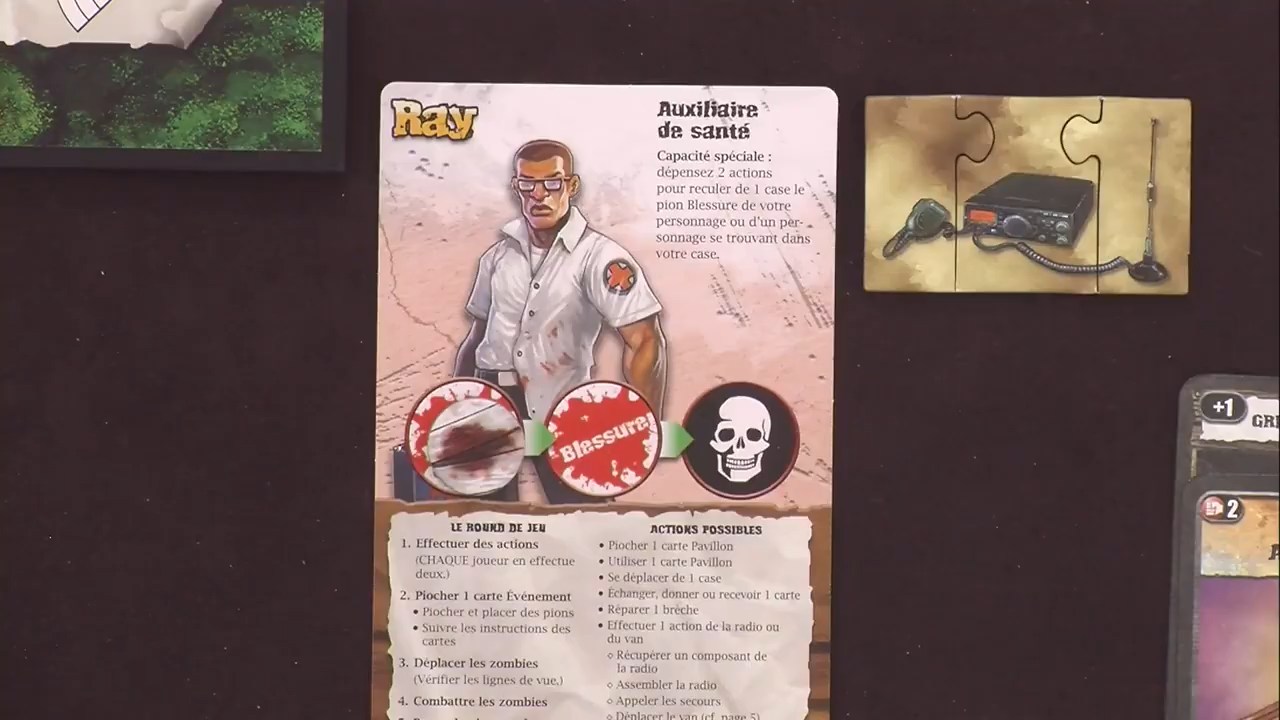 Ray
Auxiliaire
de santé
Capacité spéciale :
dépensez 2 actions
pour reculer de 1 case le
pion Blessure de votre
personnage ou d'un per-
sonnage se trouvant dans
votre case.
Blessure
LE ROUND DE JEU
1. Effectuer des actions
(CHAQUE joueur en effectue
deux.)
2. Piocher 1 carte Événement
• Piocher et placer des pions
• Suivre les instructions des
cartes
3. Déplacer les zombies
(Vérifier les lignes de vue.)
4. Combattre les zombies
ACTIONS POSSIBLES
• Piocher 1 carte Pavillon
• Utiliser 1 carte Pavillon
• Se déplacer de 1 case
• Échanger, donner ou recevoir 1 carte
• Réparer 1 brèche
• Effectuer 1 action de la radio ou
du van
◦ Récupérer un composant de
la radio
◦ Assembler la radio
◦ Appeler les secours
◦ Déplacer le van (cf. page 5)
+1
2